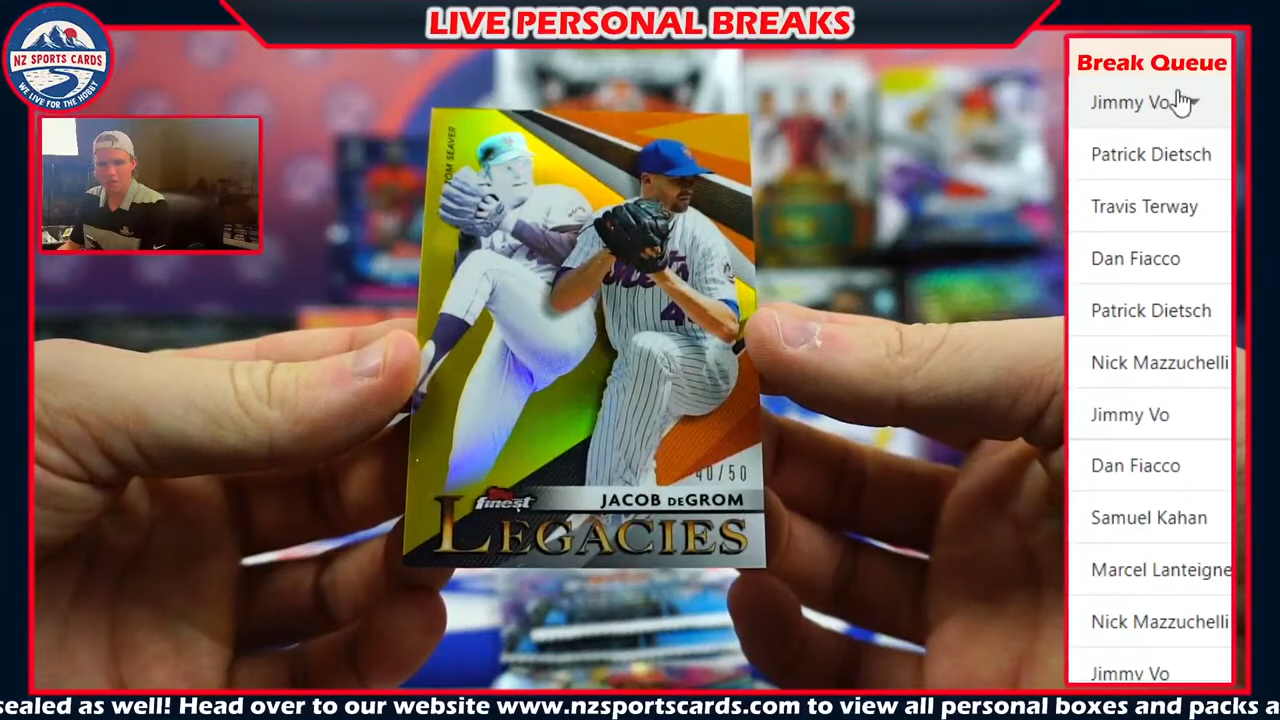 LIVE PERSONAL BREAKS
NZ SPORTS CARDS
WE LIVE FOR THE HOBBY
Break Queue
Jimmy Vo
Patrick Dietsch
Travis Terway
Dan Fiacco
Patrick Dietsch
Nick Mazzuchelli
Jimmy Vo
Dan Fiacco
Samuel Kahan
Marcel Lanteigne
Nick Mazzuchelli
Jimmy Vo
TOM SEAVER
Mets
40/50
finest
JACOB deGROM
LEGACIES
sealed as well! Head over to our website www.nzsportscards.com to view all personal boxes and packs a